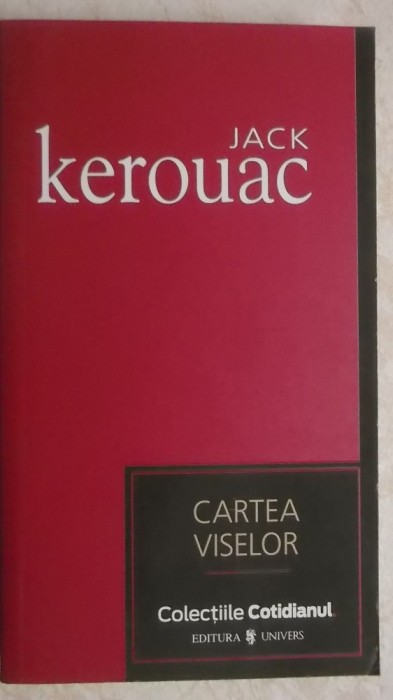 JACK
kerouac
CARTEA
VISELOR
Colecțiile Cotidianul
EDITURA UNIVERS